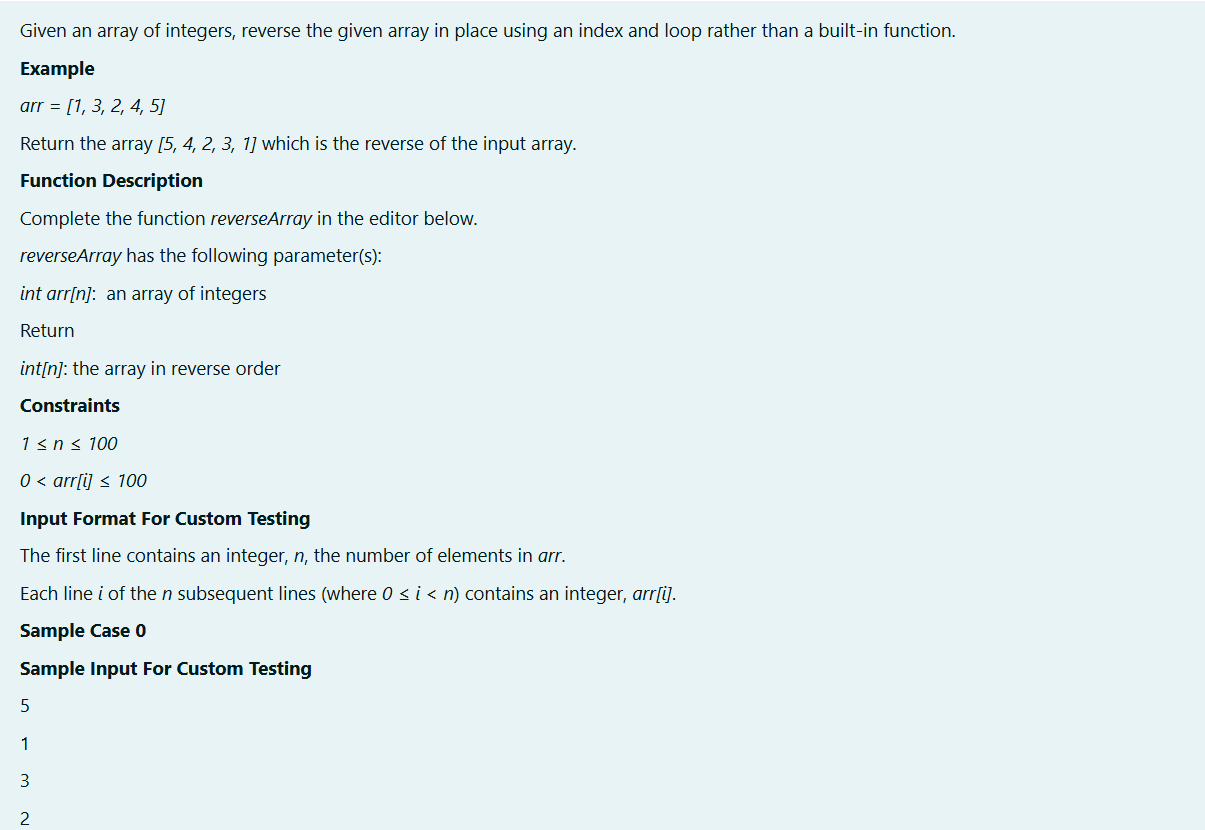 Given an array of integers, reverse the given array in place using an index and loop rather than a built-in function.
Example
arr = [1, 3, 2, 4, 5]
Return the array [5, 4, 2, 3, 1] which is the reverse of the input array.
Function Description
Complete the function reverseArray in the editor below.
reverseArray has the following parameter(s):
int arr[n]: an array of integers
Return
int[n]: the array in reverse order
Constraints
1 ≤ n ≤ 100
0 < arr[i] ≤ 100
Input Format For Custom Testing
The first line contains an integer, n, the number of elements in arr.
Each line i of the n subsequent lines (where 0 ≤ i < n) contains an integer, arr[i].
Sample Case 0
Sample Input For Custom Testing
5
1
3
2